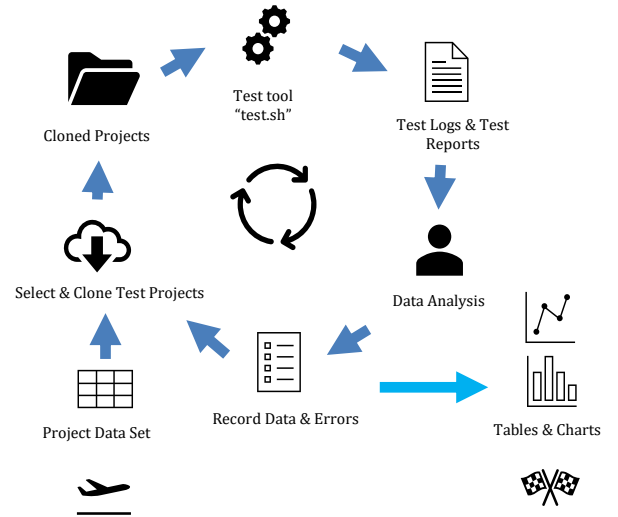 Test tool
“test.sh”
Cloned Projects
Test Logs & Test
Reports
Select & Clone Test Projects
Data Analysis
Record Data & Errors
Project Data Set
Tables & Charts